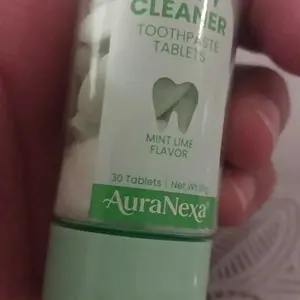 CLEANER
TOOTHPASTE
TABLETS
MINT LIME
FLAVOR
30 Tablets | Net Wt
AuraNexa®